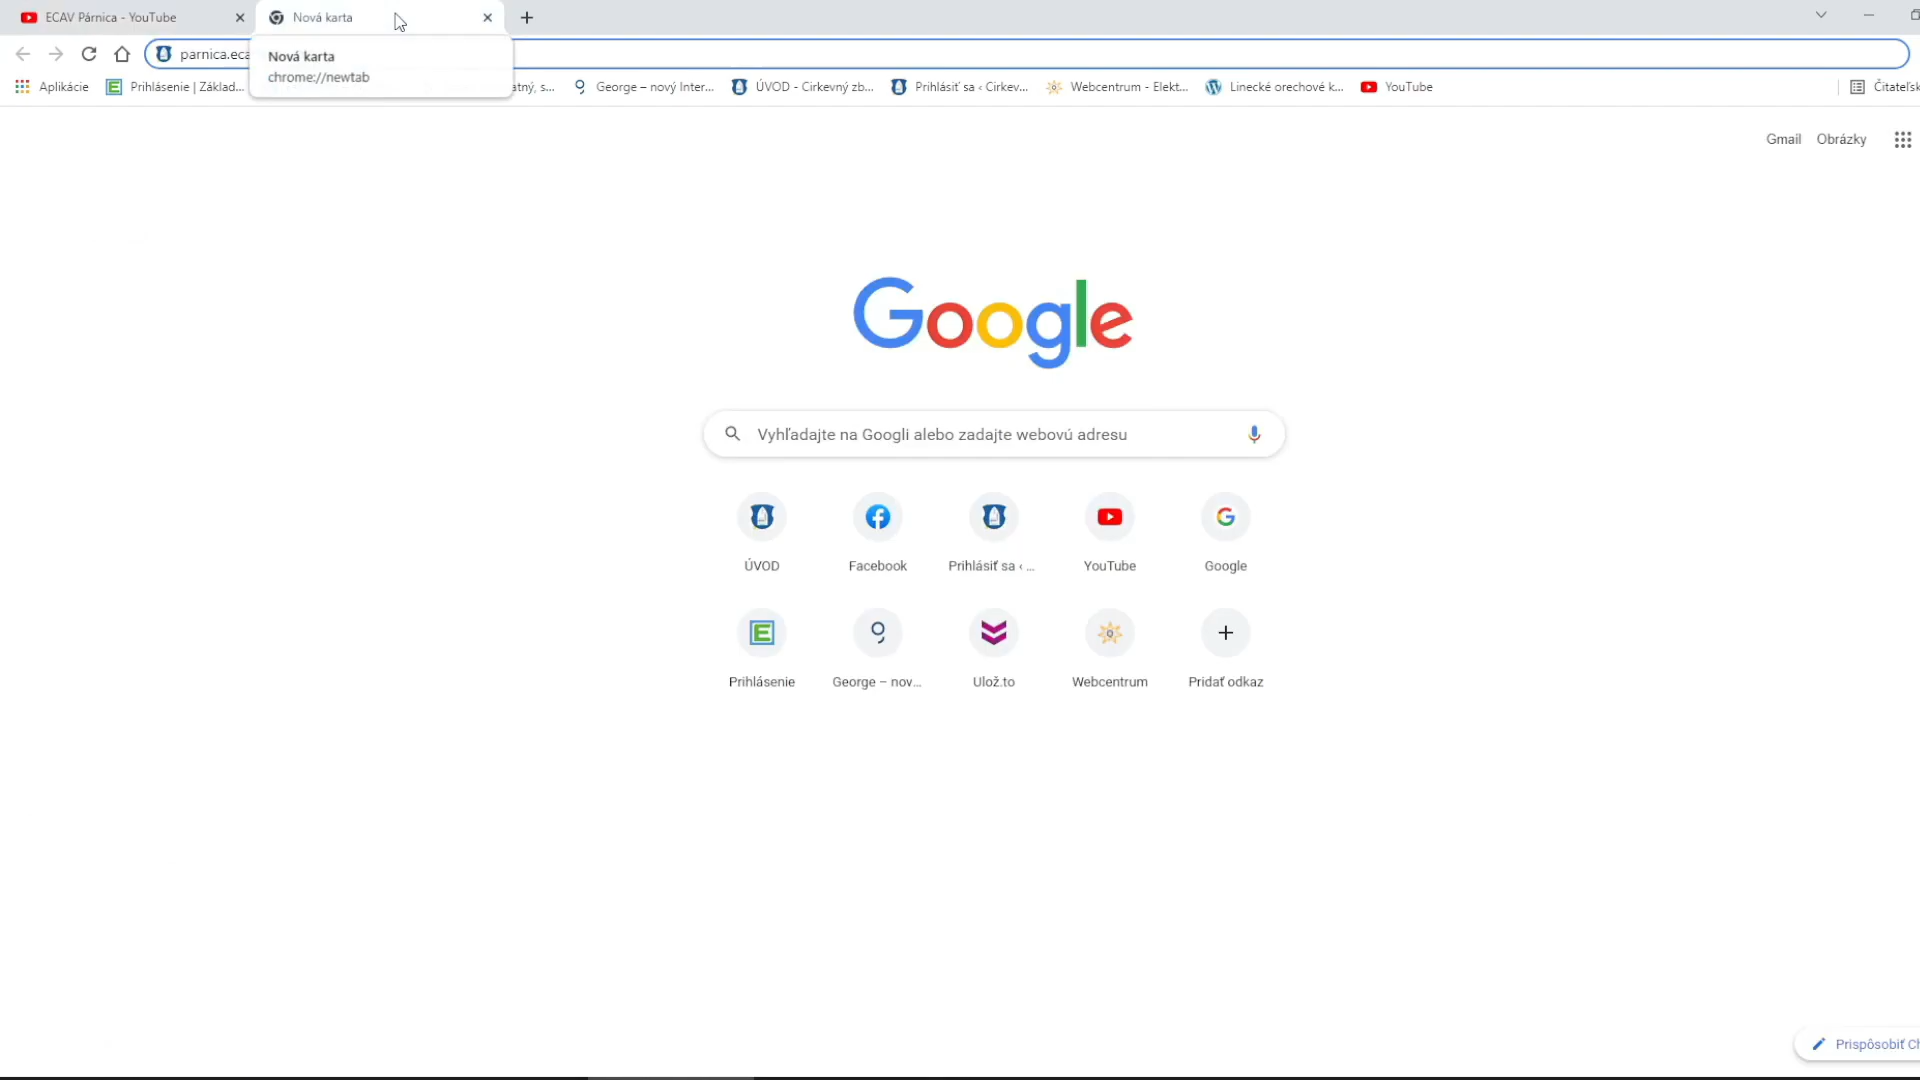 ECAV Párnica - YouTube
Nová karta
parnica.eca
Nová karta
chrome://newtab
Aplikácie Prihlásenie | Základ... atný, s... George – nový Inter... ÚVOD - Cirkevný zb... Prihlásiť sa ‹ Cirkev... Webcentrum - Elekt... Linecké orechové k... YouTube Čitateľsk
Gmail Obrázky
Google
Vyhľadajte na Googli alebo zadajte webovú adresu
ÚVOD Facebook Prihlásiť sa ‹ ... YouTube Google
Prihlásenie George – nov... Ulož.to Webcentrum Pridať odkaz
Prispôsobiť Ch